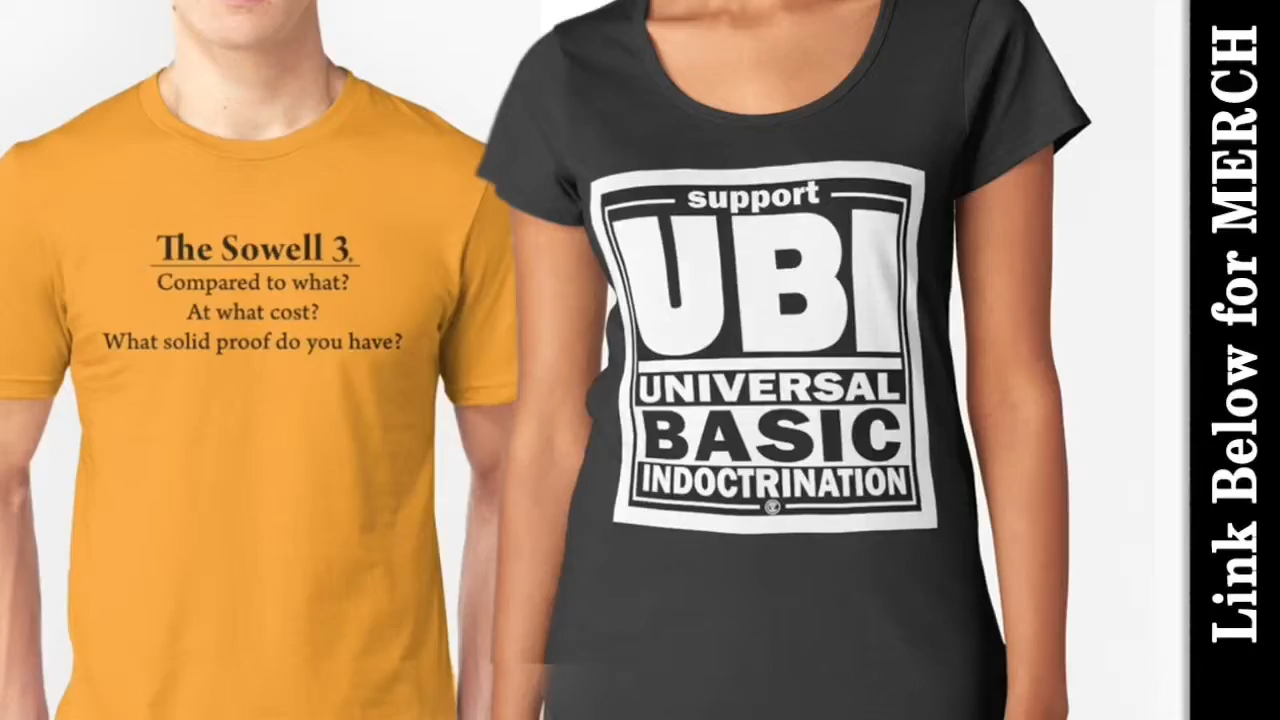 The Sowell 3.
Compared to what?
At what cost?
What solid proof do you have?
support
UBI
UNIVERSAL
BASIC
INDOCTRINATION
Link Below for MERCH